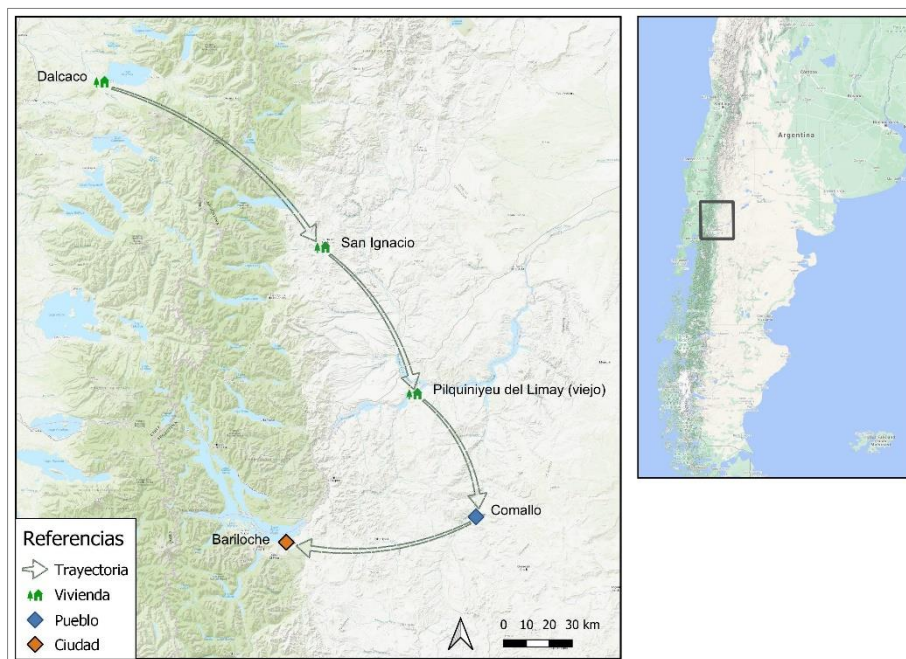 Dalcaco
San Ignacio
Pilquiniyeu del Limay (viejo)
Comallo
Bariloche
Referencias
Trayectoria
Vivienda
Pueblo
Ciudad
0 10 20 30 km
Argentina